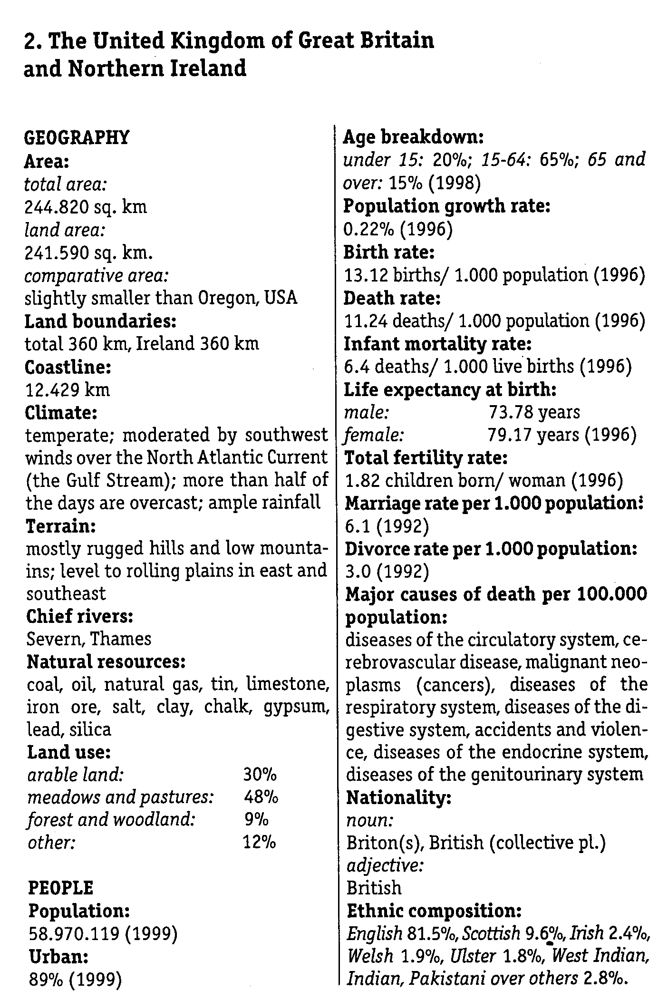 2. The United Kingdom of Great Britain
and Northern Ireland
GEOGRAPHY
Area:
total area:
244.820 sq. km
land area:
241.590 sq. km.
comparative area:
slightly smaller than Oregon, USA
Land boundaries:
total 360 km, Ireland 360 km
Coastline:
12.429 km
Climate:
temperate; moderated by southwest
winds over the North Atlantic Current
(the Gulf Stream); more than half of
the days are overcast; ample rainfall
Terrain:
mostly rugged hills and low mounta-
ins; level to rolling plains in east and
southeast
Chief rivers:
Severn, Thames
Natural resources:
coal, oil, natural gas, tin, limestone,
iron ore, salt, clay, chalk, gypsum,
lead, silica
Land use:
arable land: 30%
meadows and pastures: 48%
forest and woodland: 9%
other: 12%
PEOPLE
Population:
58.970.119 (1999)
Urban:
89% (1999)
Age breakdown:
under 15: 20%; 15-64: 65%; 65 and
over: 15% (1998)
Population growth rate:
0.22% (1996)
Birth rate:
13.12 births/ 1.000 population (1996)
Death rate:
11.24 deaths/ 1.000 population (1996)
Infant mortality rate:
6.4 deaths/ 1.000 live births (1996)
Life expectancy at birth:
male: 73.78 years
female: 79.17 years (1996)
Total fertility rate:
1.82 children born/ woman (1996)
Marriage rate per 1.000 population:
6.1 (1992)
Divorce rate per 1.000 population:
3.0 (1992)
Major causes of death per 100.000
population:
diseases of the circulatory system, ce-
rebrovascular disease, malignant neo-
plasms (cancers), diseases of the
respiratory system, diseases of the di-
gestive system, accidents and violen-
ce, diseases of the endocrine system,
diseases of the genitourinary system
Nationality:
noun:
Briton(s), British (collective pl.)
adjective:
British
Ethnic composition:
English 81.5%, Scottish 9.6%, Irish 2.4%,
Welsh 1.9%, Ulster 1.8%, West Indian,
Indian, Pakistani over others 2.8%.